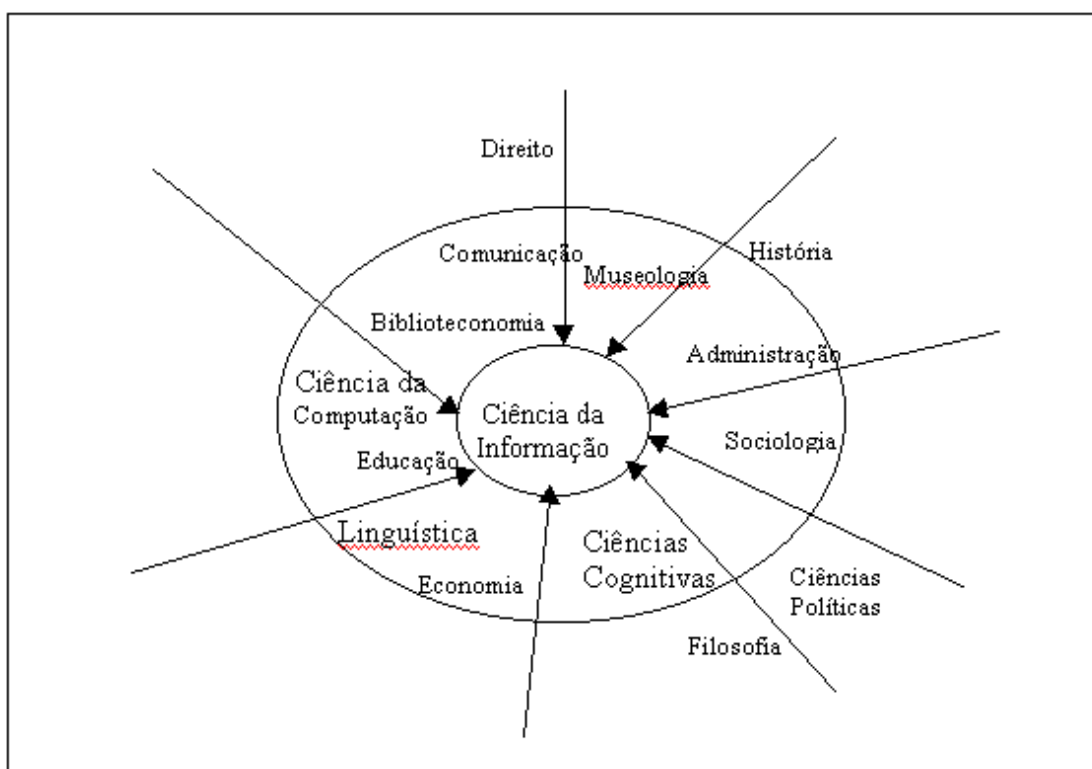 Direito
História
Comunicação
Museologia
Biblioteconomia
Administração
Ciência da
Computação
Ciência da
Informação
Sociologia
Educação
Linguística
Ciências
Cognitivas
Economia
Ciências
Políticas
Filosofia